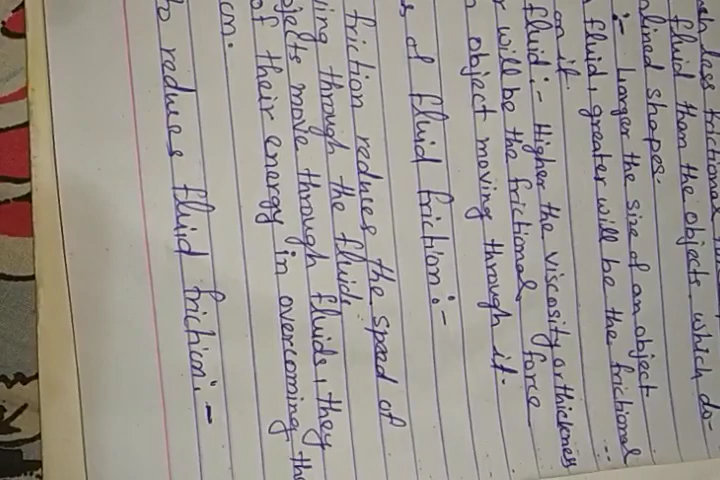 less frictional
fluid than the objects which do-
lined shapes.
:- Larger the size of an object
fluid, greater will be the frictional
on it.
fluid :- Higher the viscosity or thickness
will be the frictional force
object moving through it.
of fluid friction :-
friction reduces the speed of
through the fluids.
move through fluids, they
of their energy in overcoming the
reduces fluid friction :-